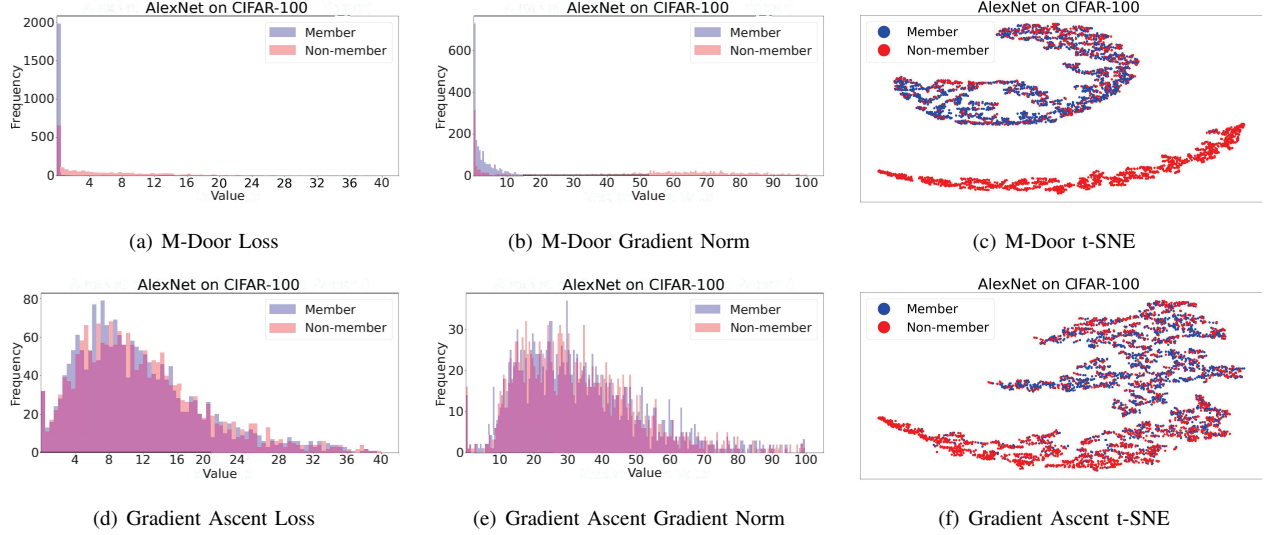 AlexNet on CIFAR-100
2000
1500
1000
500
0
Frequency
Member
Non-member
4 8 12 16 20 24 28 32 36 40
Value
(a) M-Door Loss
AlexNet on CIFAR-100
600
400
200
0
Frequency
Member
Non-member
10 20 30 40 50 60 70 80 90 100
Value
(b) M-Door Gradient Norm
AlexNet on CIFAR-100
Member
Non-member
(c) M-Door t-SNE
AlexNet on CIFAR-100
80
60
40
20
0
Frequency
Member
Non-member
4 8 12 16 20 24 28 32 36 40
Value
(d) Gradient Ascent Loss
AlexNet on CIFAR-100
30
20
10
0
Frequency
Member
Non-member
10 20 30 40 50 60 70 80 90 100
Value
(e) Gradient Ascent Gradient Norm
AlexNet on CIFAR-100
Member
Non-member
(f) Gradient Ascent t-SNE